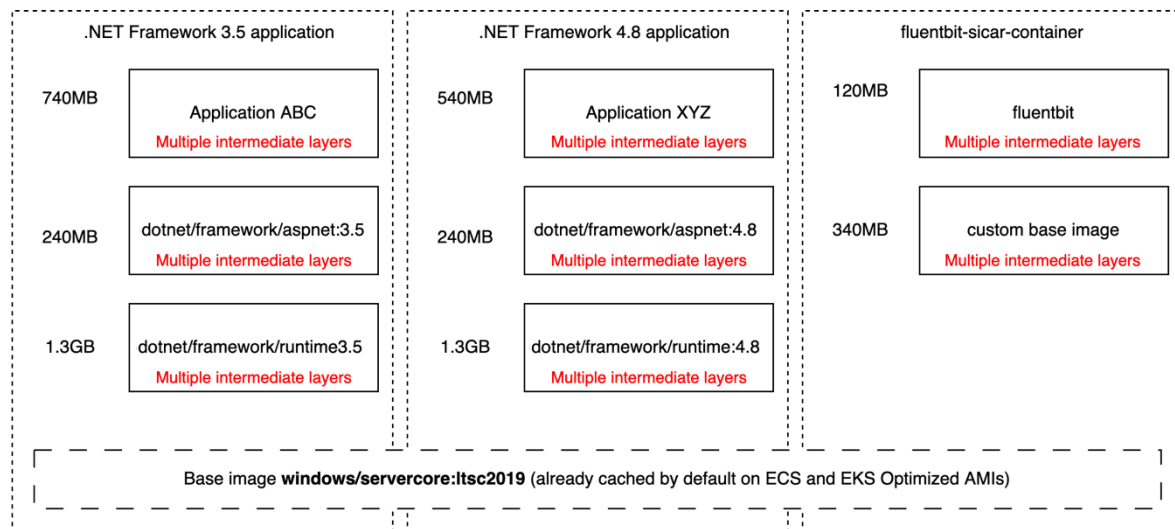 .NET Framework 3.5 application
740MB
Application ABC
Multiple intermediate layers
240MB
dotnet/framework/aspnet:3.5
Multiple intermediate layers
1.3GB
dotnet/framework/runtime3.5
Multiple intermediate layers
.NET Framework 4.8 application
540MB
Application XYZ
Multiple intermediate layers
240MB
dotnet/framework/aspnet:4.8
Multiple intermediate layers
1.3GB
dotnet/framework/runtime:4.8
Multiple intermediate layers
fluentbit-sicar-container
120MB
fluentbit
Multiple intermediate layers
340MB
custom base image
Multiple intermediate layers
Base image windows/servercore:ltsc2019 (already cached by default on ECS and EKS Optimized AMIs)